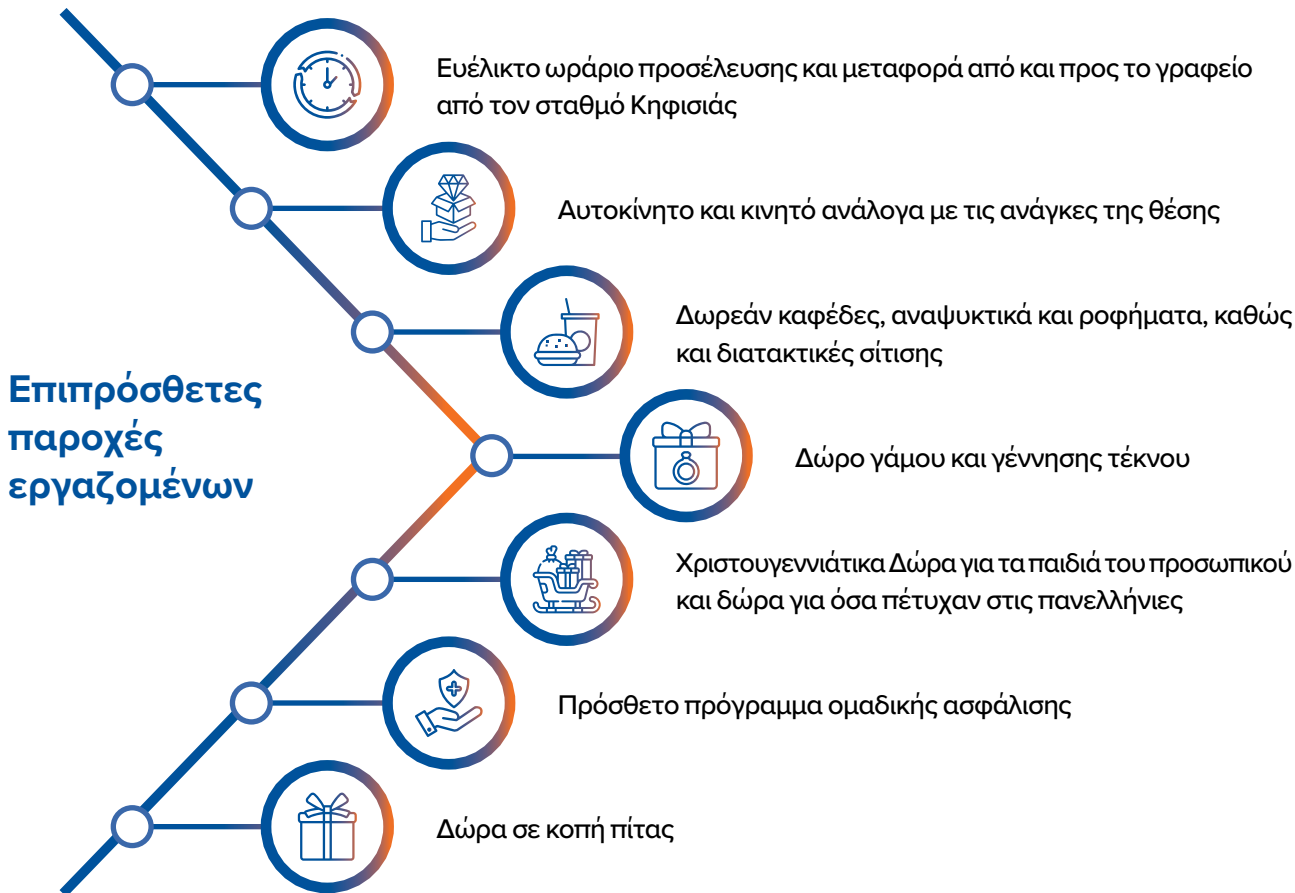 Ευέλικτο ωράριο προσέλευσης και μεταφορά από και προς το γραφείο
από τον σταθμό Κηφισιάς
Αυτοκίνητο και κινητό ανάλογα με τις ανάγκες της θέσης
Δωρεάν καφέδες, αναψυκτικά και ροφήματα, καθώς
και διατακτικές σίτισης
Επιπρόσθετες
παροχές
εργαζομένων
Δώρο γάμου και γέννησης τέκνου
Χριστουγεννιάτικα Δώρα για τα παιδιά του προσωπικού
και δώρα για όσα πέτυχαν στις πανελλήνιες
Πρόσθετο πρόγραμμα ομαδικής ασφάλισης
Δώρα σε κοπή πίτας